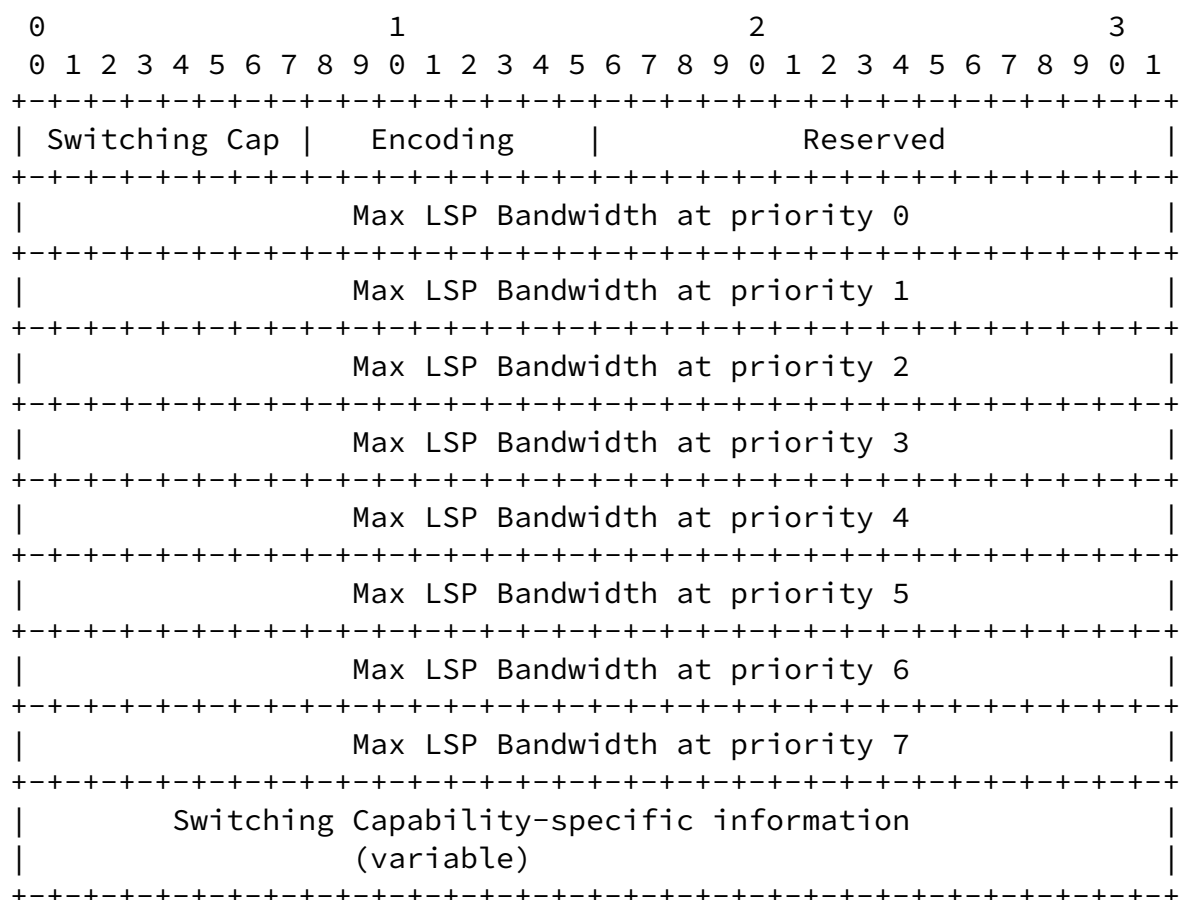 0                   1                   2                   3
 0 1 2 3 4 5 6 7 8 9 0 1 2 3 4 5 6 7 8 9 0 1 2 3 4 5 6 7 8 9 0 1
+-+-+-+-+-+-+-+-+-+-+-+-+-+-+-+-+-+-+-+-+-+-+-+-+-+-+-+-+-+-+-+-+
| Switching Cap |   Encoding    |           Reserved            |
+-+-+-+-+-+-+-+-+-+-+-+-+-+-+-+-+-+-+-+-+-+-+-+-+-+-+-+-+-+-+-+-+
|                  Max LSP Bandwidth at priority 0              |
+-+-+-+-+-+-+-+-+-+-+-+-+-+-+-+-+-+-+-+-+-+-+-+-+-+-+-+-+-+-+-+-+
|                  Max LSP Bandwidth at priority 1              |
+-+-+-+-+-+-+-+-+-+-+-+-+-+-+-+-+-+-+-+-+-+-+-+-+-+-+-+-+-+-+-+-+
|                  Max LSP Bandwidth at priority 2              |
+-+-+-+-+-+-+-+-+-+-+-+-+-+-+-+-+-+-+-+-+-+-+-+-+-+-+-+-+-+-+-+-+
|                  Max LSP Bandwidth at priority 3              |
+-+-+-+-+-+-+-+-+-+-+-+-+-+-+-+-+-+-+-+-+-+-+-+-+-+-+-+-+-+-+-+-+
|                  Max LSP Bandwidth at priority 4              |
+-+-+-+-+-+-+-+-+-+-+-+-+-+-+-+-+-+-+-+-+-+-+-+-+-+-+-+-+-+-+-+-+
|                  Max LSP Bandwidth at priority 5              |
+-+-+-+-+-+-+-+-+-+-+-+-+-+-+-+-+-+-+-+-+-+-+-+-+-+-+-+-+-+-+-+-+
|                  Max LSP Bandwidth at priority 6              |
+-+-+-+-+-+-+-+-+-+-+-+-+-+-+-+-+-+-+-+-+-+-+-+-+-+-+-+-+-+-+-+-+
|                  Max LSP Bandwidth at priority 7              |
+-+-+-+-+-+-+-+-+-+-+-+-+-+-+-+-+-+-+-+-+-+-+-+-+-+-+-+-+-+-+-+-+
|        Switching Capability-specific information              |
|                  (variable)                                   |
+-+-+-+-+-+-+-+-+-+-+-+-+-+-+-+-+-+-+-+-+-+-+-+-+-+-+-+-+-+-+-+-+